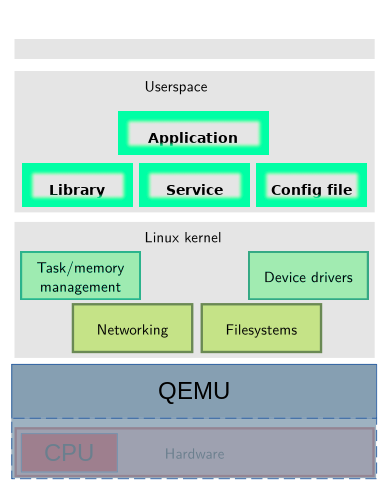 Userspace
Application
Library
Service
Config file
Linux kernel
Task/memory
management
Device drivers
Networking
Filesystems
QEMU
CPU
Hardware